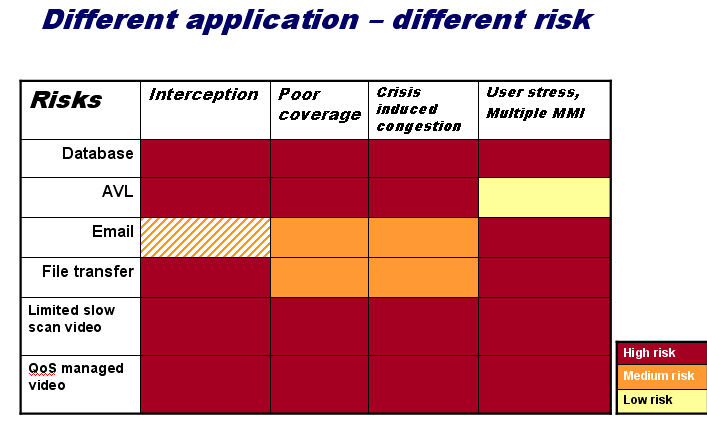 Different application – different risk
Risks
Interception
Poor
coverage
Crisis
induced
congestion
User stress,
Multiple MMI
Database
AVL
Email
File transfer
Limited slow
scan video
QoS managed
video
High risk
Medium risk
Low risk